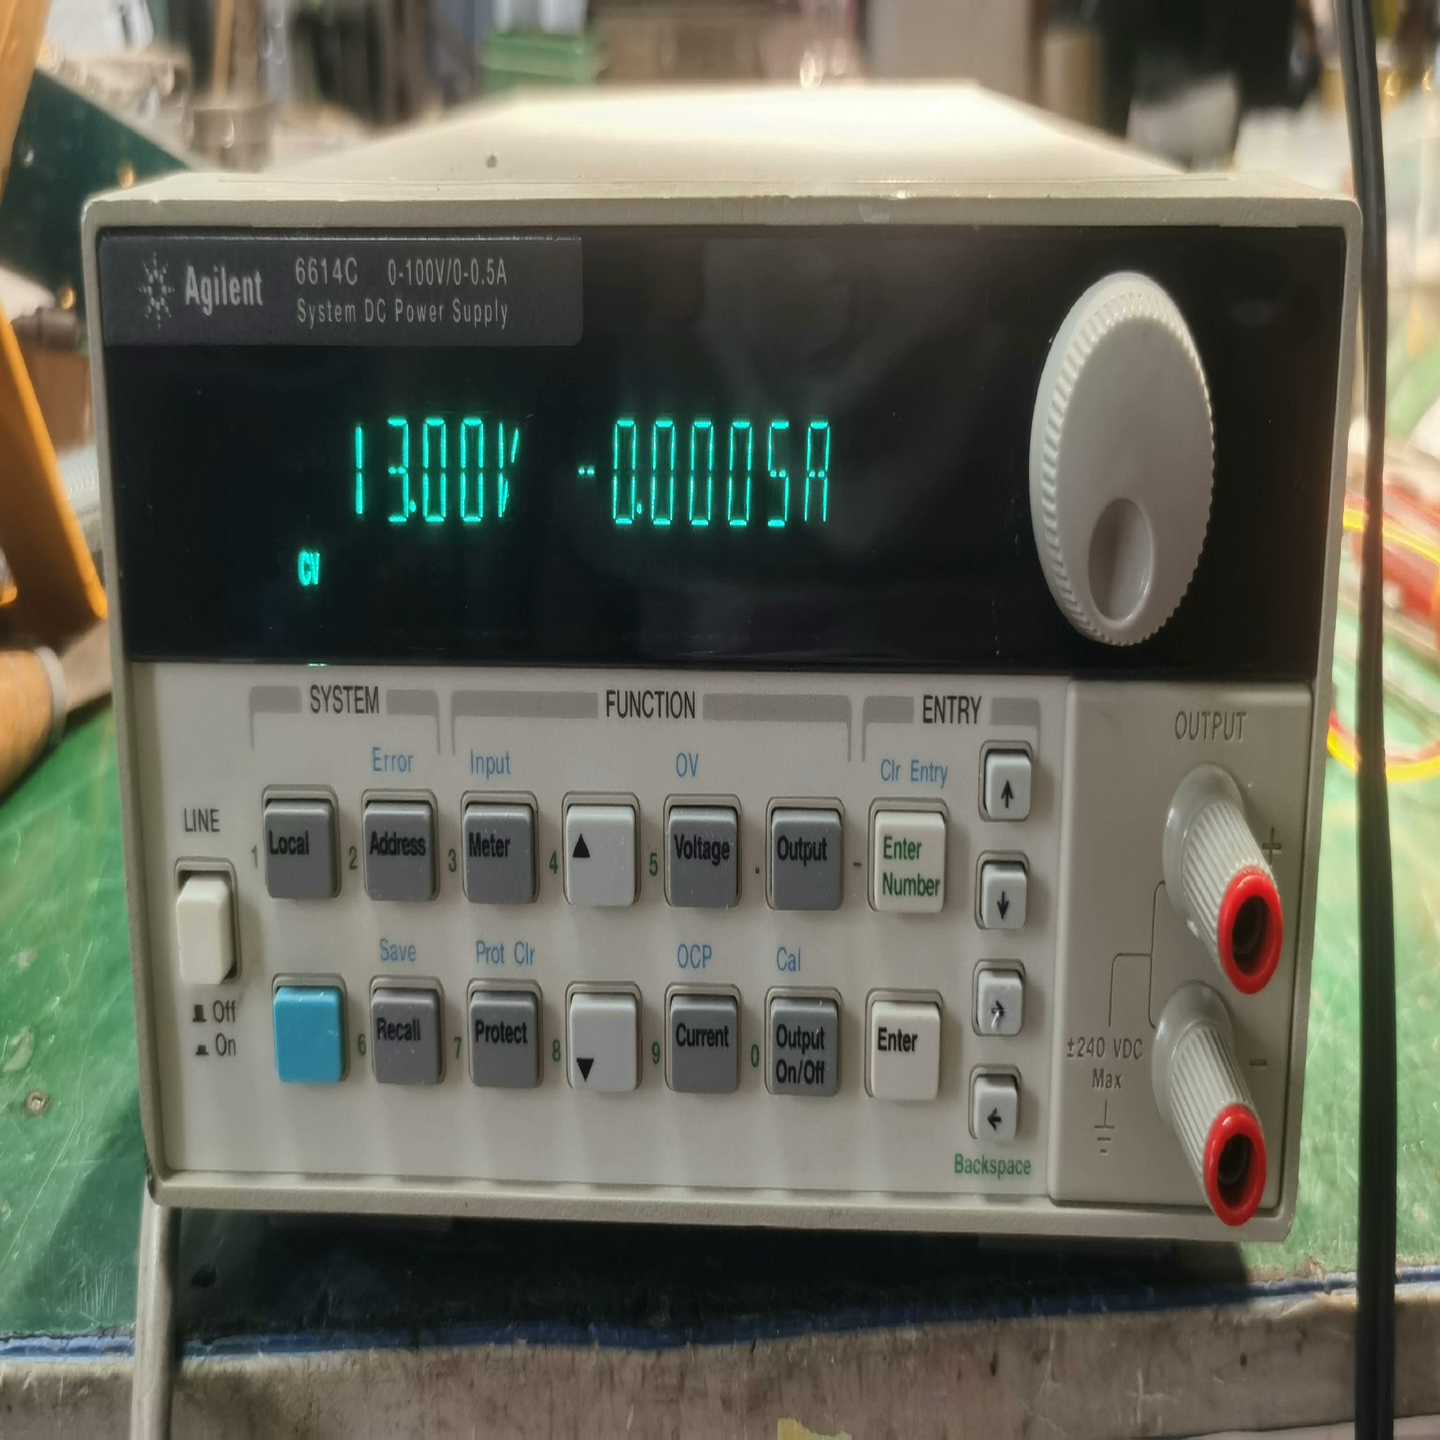 Agilent
6614C 0-100V/0-0.5A
System DC Power Supply
13.00V -0.0005A
CV
SYSTEM FUNCTION ENTRY
OUTPUT
Error Input OV Clr Entry
LINE
1 Local 2 Address 3 Meter 4 ▲ 5 Voltage . Output - Enter Number
↑
↓
+
Save Prot Clr OCP Cal
Off
On
6 Recall 7 Protect 8 ▼ 9 Current 0 Output On/Off Enter
→
←
Backspace
±240 VDC
Max
-